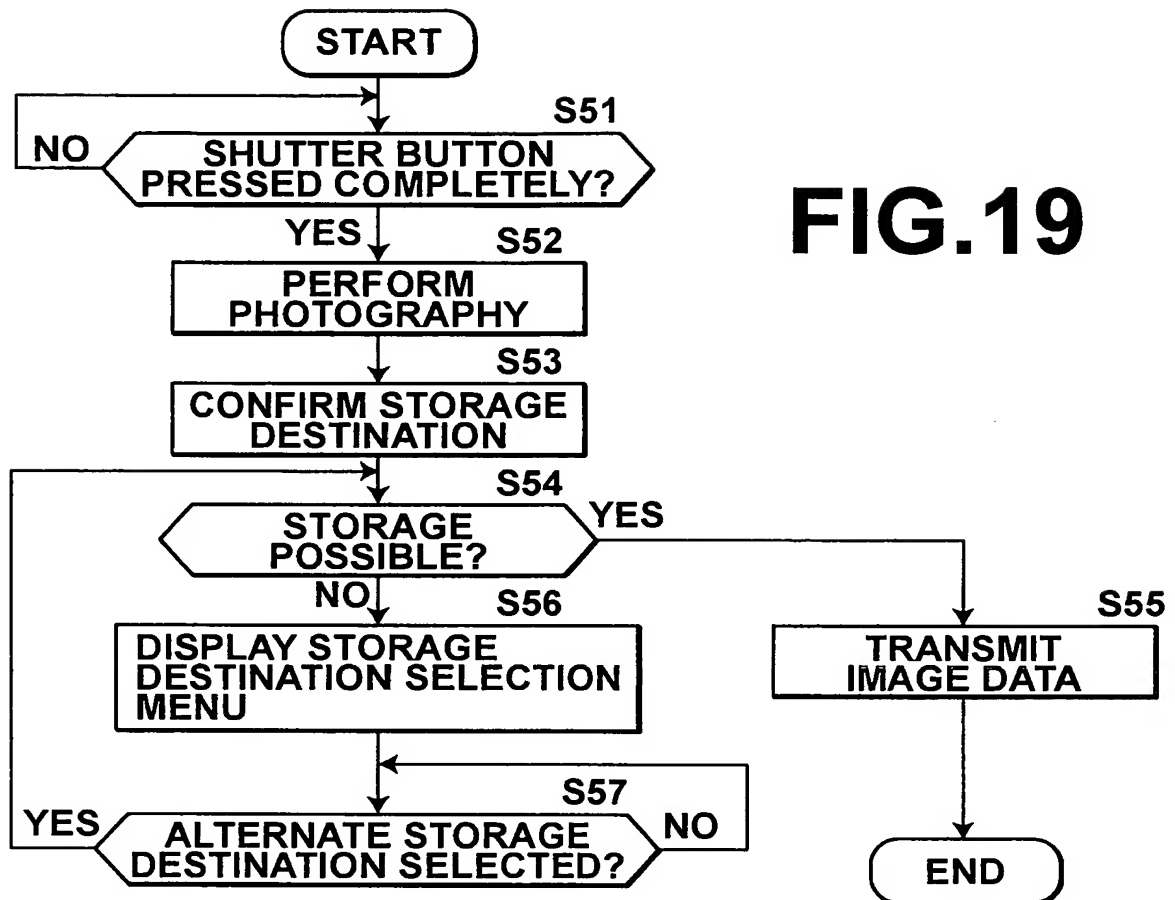 START
S51
NO
SHUTTER BUTTON
PRESSED COMPLETELY?
FIG.19
YES
S52
PERFORM
PHOTOGRAPHY
S53
CONFIRM STORAGE
DESTINATION
S54
STORAGE
POSSIBLE?
YES
NO
S56
DISPLAY STORAGE
DESTINATION SELECTION
MENU
S55
TRANSMIT
IMAGE DATA
S57
YES
ALTERNATE STORAGE
DESTINATION SELECTED?
NO
END